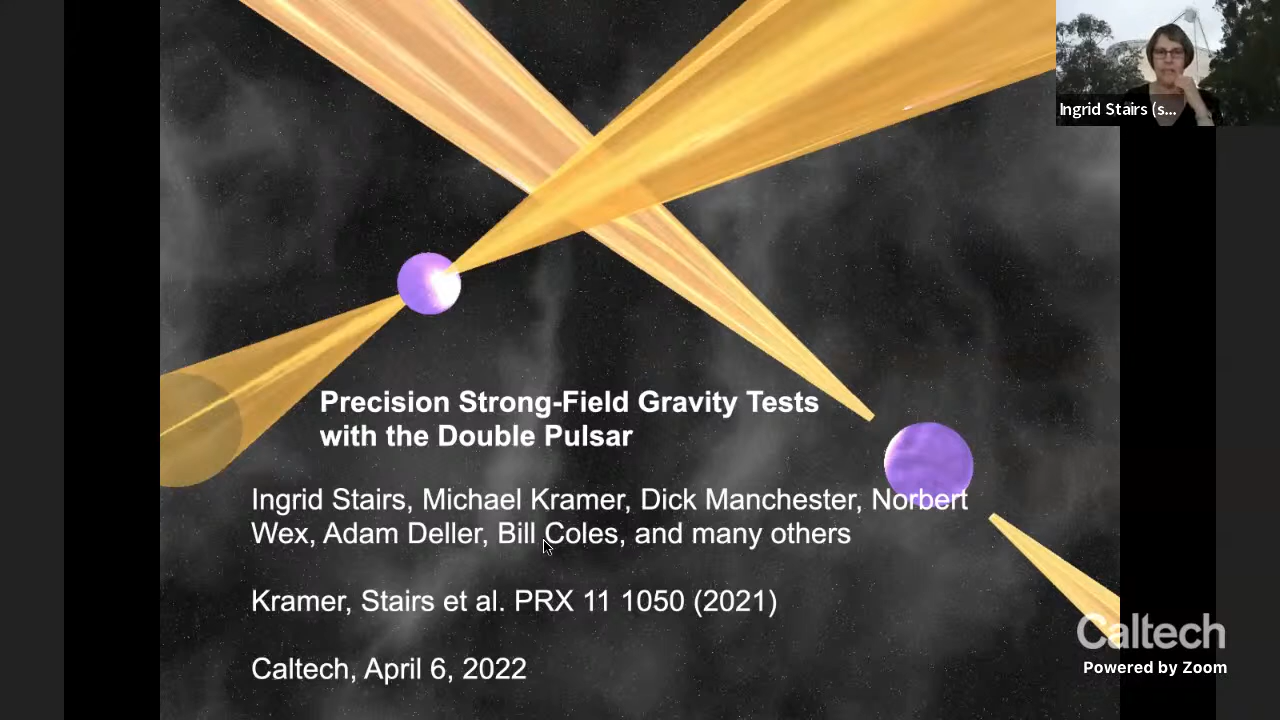 Ingrid Stairs (s...
Precision Strong-Field Gravity Tests
with the Double Pulsar
Ingrid Stairs, Michael Kramer, Dick Manchester, Norbert
Wex, Adam Deller, Bill Coles, and many others
Kramer, Stairs et al. PRX 11 1050 (2021)
Caltech, April 6, 2022
Caltech
Powered by Zoom